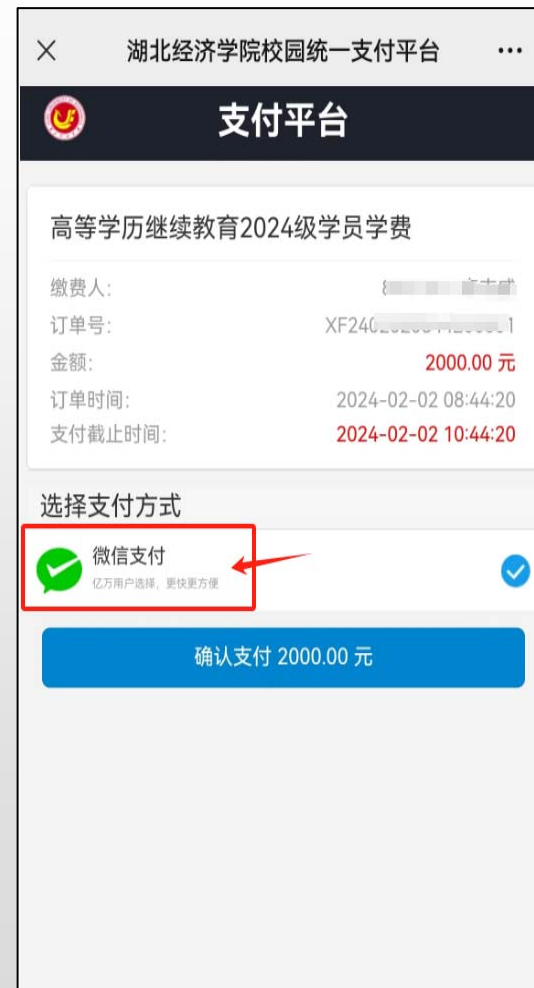 湖北经济学院校园统一支付平台
支付平台
高等学历继续教育2024级学员学费
缴费人:
订单号: XF240
金额: 2000.00 元
订单时间: 2024-02-02 08:44:20
支付截止时间: 2024-02-02 10:44:20
选择支付方式
微信支付
亿万用户选择，更快更方便
确认支付 2000.00 元